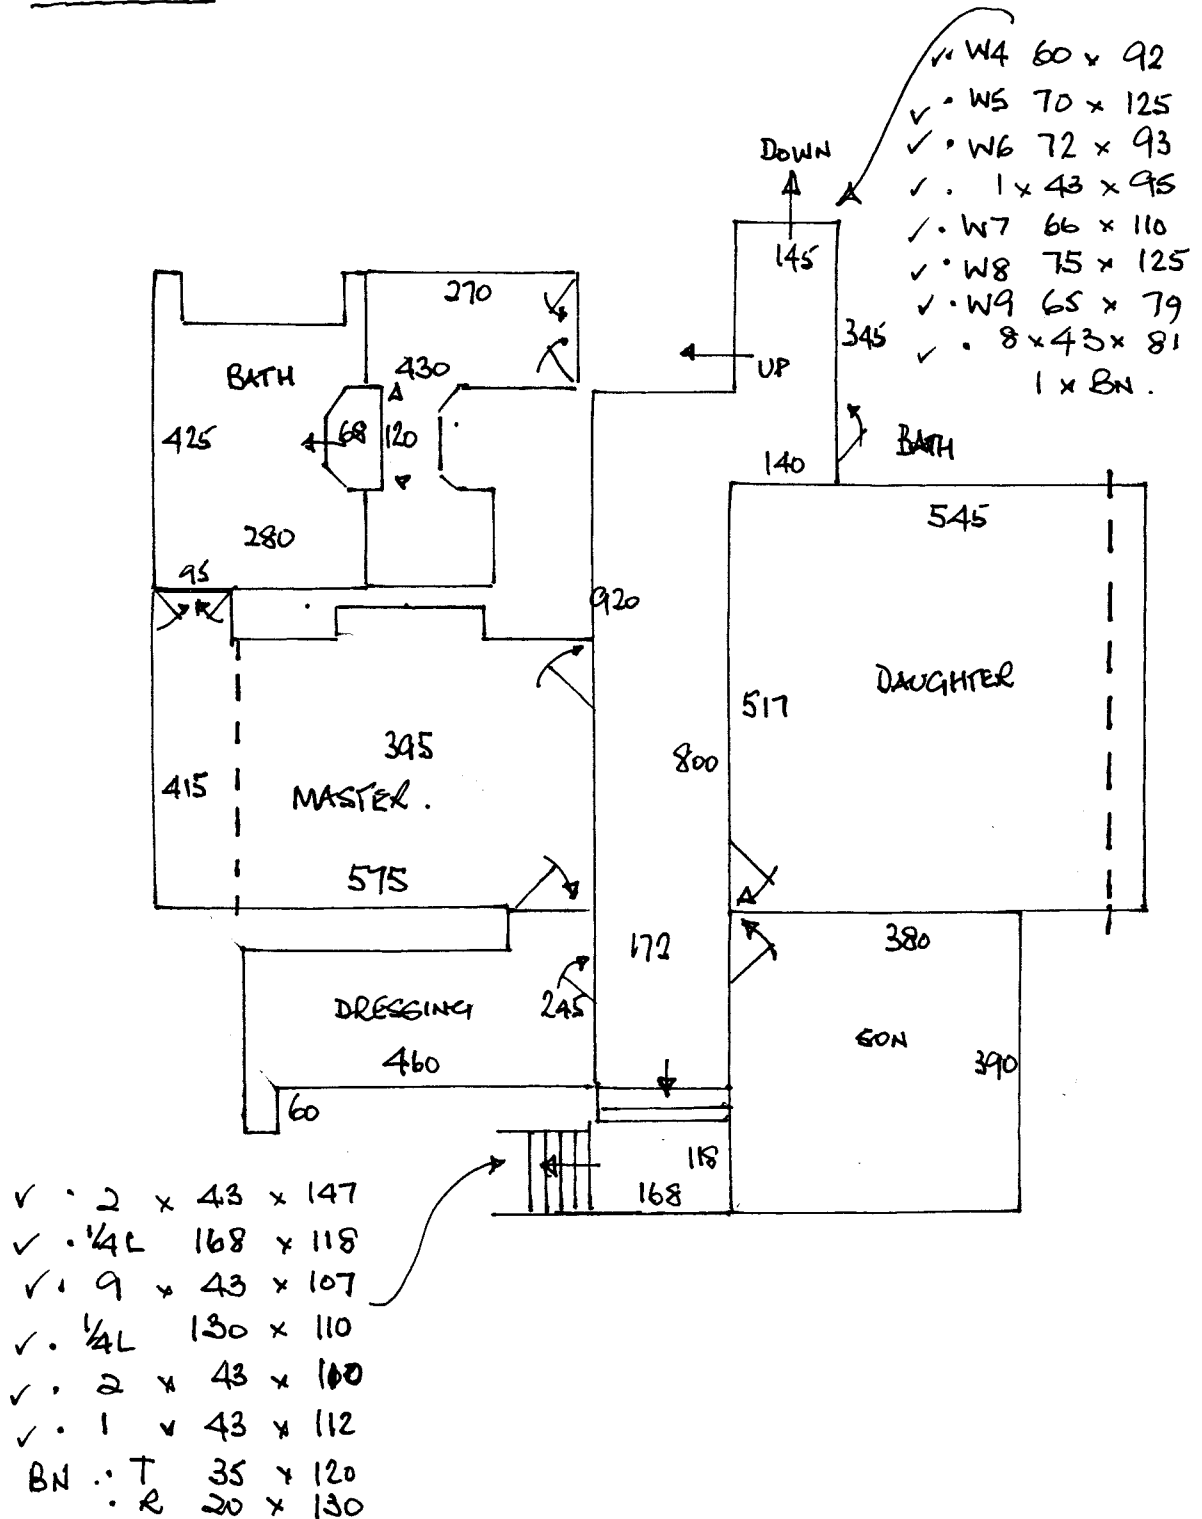 ✓ · W4 60 x 92
✓ · W5 70 x 125
✓ · W6 72 x 93
✓ · 1 x 43 x 95
✓ · W7 66 x 110
✓ · W8 75 x 125
✓ · W9 65 x 79
✓ · 8 x 43 x 81
1 x BN.
DOWN
145
345
UP
270
430
BATH
68
120
425
280
95
140
BATH
545
920
DAUGHTER
517
800
395
415
MASTER.
575
172
380
DRESSING
245
SON
460
390
60
118
168
✓ · 2 x 43 x 147
✓ · 1/4 L 168 x 118
✓ · 9 x 43 x 107
✓ · 1/4 L 130 x 110
✓ · 2 x 43 x 110
✓ · 1 x 43 x 112
BN · T 35 x 120
· R 20 x 130